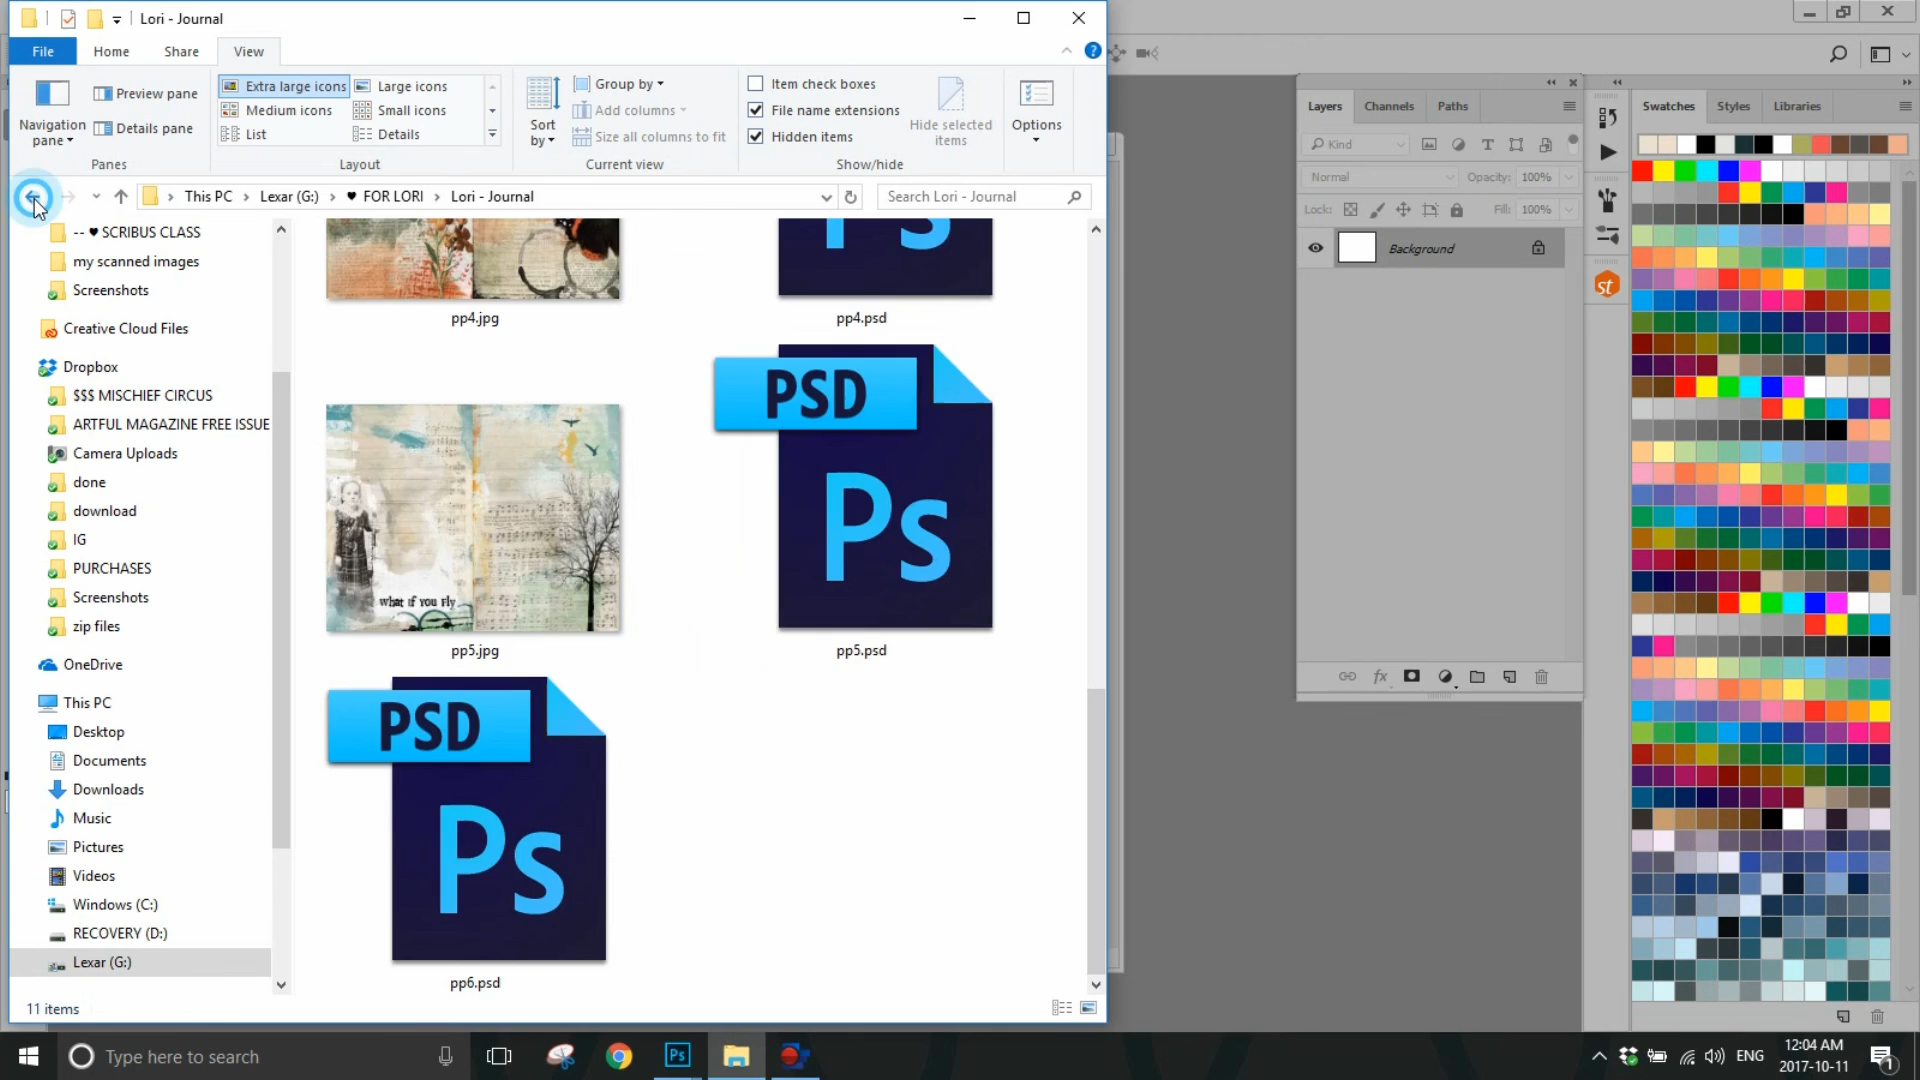 Lori - Journal
File
Home
Share
View
Navigation pane
Preview pane
Details pane
Panes
Extra large icons
Large icons
Medium icons
Small icons
List
Details
Layout
Sort by
Group by
Add columns
Size all columns to fit
Current view
Item check boxes
File name extensions
Hidden items
Hide selected items
Show/hide
Options
This PC
Lexar (G:)
♥ FOR LORI
Lori - Journal
Search Lori - Journal
-- ♥ SCRIBUS CLASS
my scanned images
Screenshots
Creative Cloud Files
Dropbox
$$$ MISCHIEF CIRCUS
ARTFUL MAGAZINE FREE ISSUE
Camera Uploads
done
download
IG
PURCHASES
Screenshots
zip files
OneDrive
This PC
Desktop
Documents
Downloads
Music
Pictures
Videos
Windows (C:)
RECOVERY (D:)
Lexar (G:)
11 items
pp4.jpg
Ps
pp4.psd
what if you fly
pp5.jpg
PSD
Ps
pp5.psd
PSD
Ps
pp6.psd
Layers
Channels
Paths
Kind
Normal
Opacity: 100%
Lock:
Fill: 100%
Background
fx
st
Swatches
Styles
Libraries
Type here to search
Ps
ENG
12:04 AM
2017-10-11
1